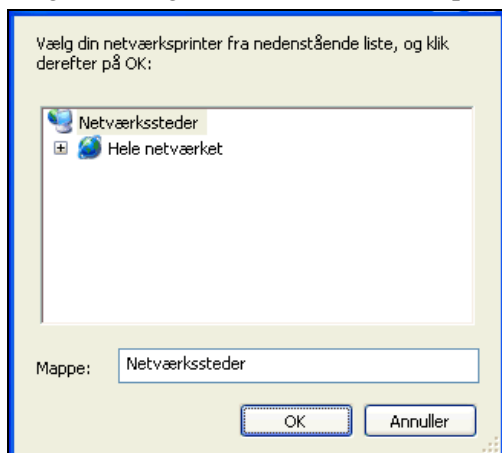 Vælg din netværksprinter fra nedenstående liste, og klik
derefter på OK:
Netværkssteder
Hele netværket
Mappe: Netværkssteder
OK Annuller